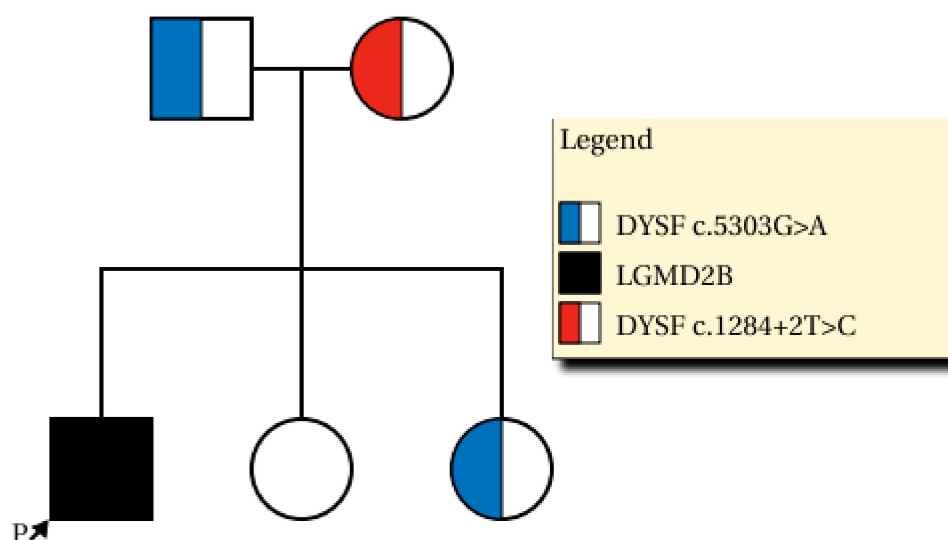 Legend
DYSF c.5303G>A
LGMD2B
DYSF c.1284+2T>C
P